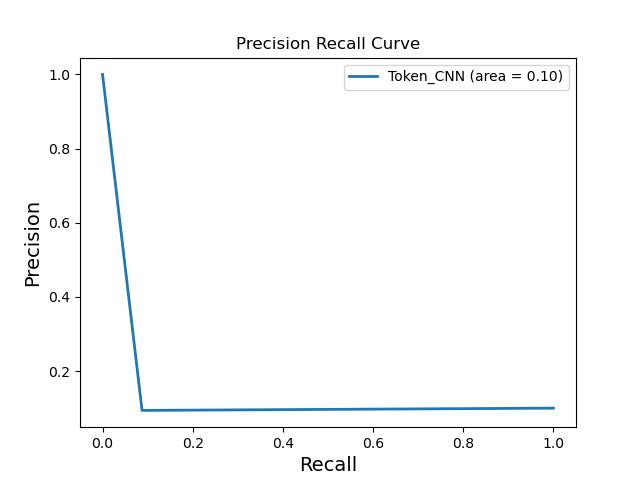 Precision Recall Curve
Token_CNN (area = 0.10)
Precision
1.0
0.8
0.6
0.4
0.2
0.0 0.2 0.4 0.6 0.8 1.0
Recall